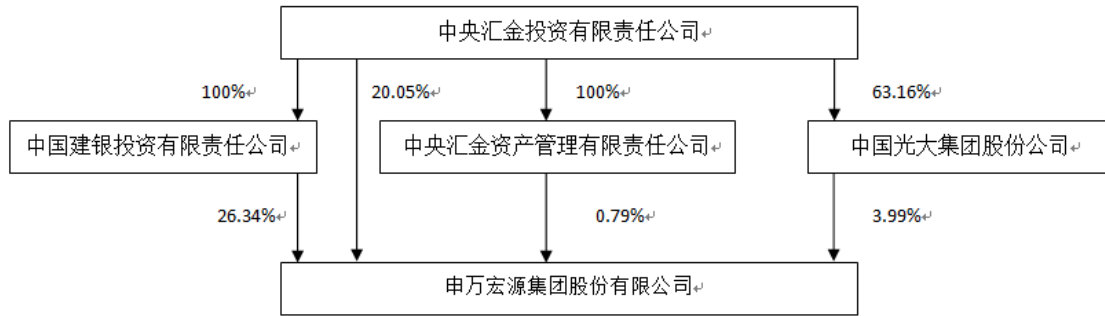 中央汇金投资有限责任公司
100%
20.05%
100%
63.16%
中国建银投资有限责任公司
中央汇金资产管理有限责任公司
中国光大集团股份公司
26.34%
0.79%
3.99%
申万宏源集团股份有限公司